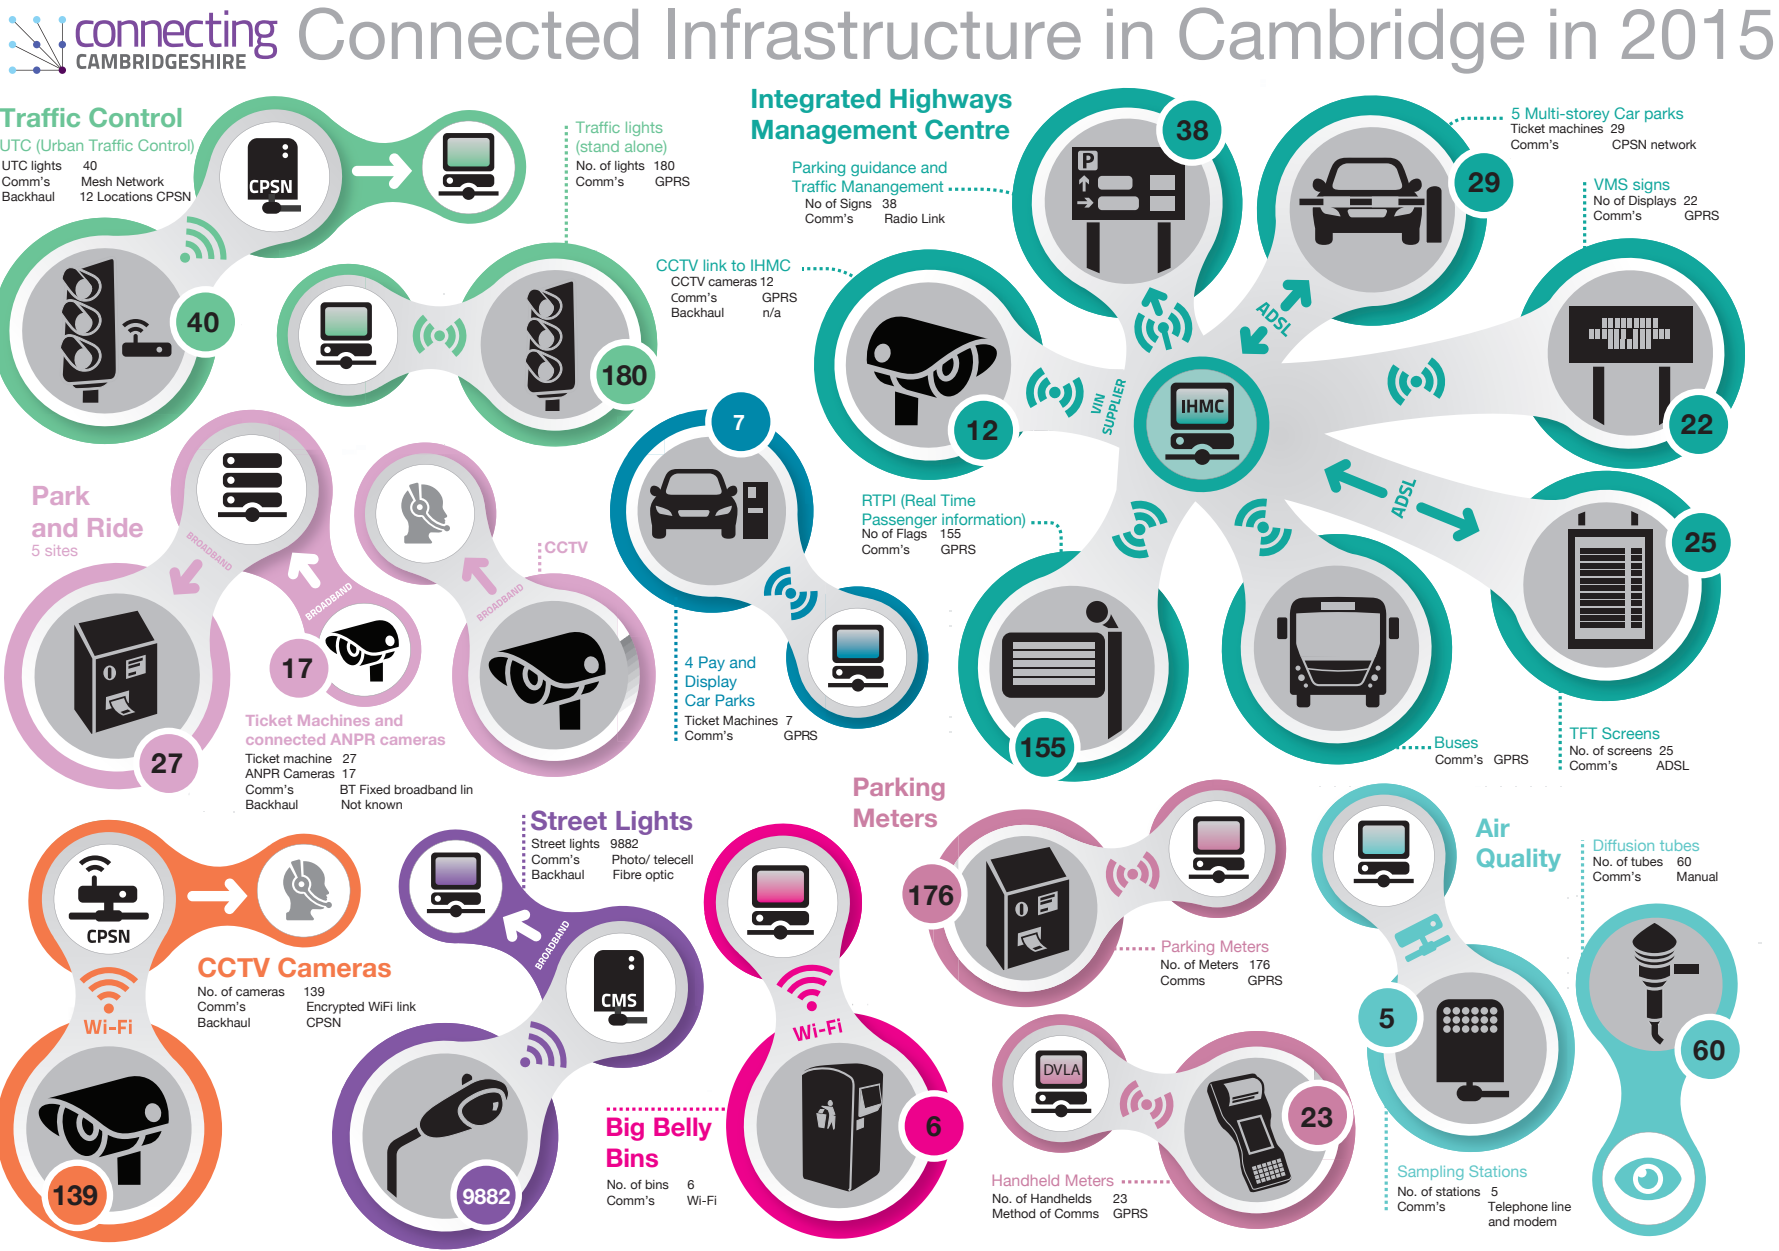 connecting
CAMBRIDGESHIRE
Connected Infrastructure in Cambridge in 2015
Traffic Control
UTC (Urban Traffic Control)
UTC lights 40
Comm's Mesh Network
Backhaul 12 Locations CPSN
CPSN
40
Traffic lights
(stand alone)
No. of lights 180
Comm's GPRS
180
Integrated Highways
Management Centre
Parking guidance and
Traffic Manangement
No of Signs 38
Comm's Radio Link
P
38
5 Multi-storey Car parks
Ticket machines 29
Comm's CPSN network
29
VMS signs
No of Displays 22
Comm's GPRS
22
CCTV link to IHMC
CCTV cameras 12
Comm's GPRS
Backhaul n/a
12
VIN
SUPPLIER
ADSL
IHMC
ADSL
25
TFT Screens
No. of screens 25
Comm's ADSL
RTPI (Real Time
Passenger information)
No of Flags 155
Comm's GPRS
155
Buses
Comm's GPRS
Park
and Ride
5 sites
BROADBAND
BROADBAND
27
17
Ticket Machines and
connected ANPR cameras
Ticket machine 27
ANPR Cameras 17
Comm's BT Fixed broadband lin
Backhaul Not known
CCTV
BROADBAND
7
4 Pay and
Display
Car Parks
Ticket Machines 7
Comm's GPRS
CPSN
Wi-Fi
CCTV Cameras
No. of cameras 139
Comm's Encrypted WiFi link
Backhaul CPSN
139
Street Lights
Street lights 9882
Comm's Photo/ telecell
Backhaul Fibre optic
BROADBAND
CMS
9882
Wi-Fi
Big Belly
Bins
No. of bins 6
Comm's Wi-Fi
6
Parking
Meters
176
Parking Meters
No. of Meters 176
Comms GPRS
DVLA
23
Handheld Meters
No. of Handhelds 23
Method of Comms GPRS
Air
Quality
5
Sampling Stations
No. of stations 5
Comm's Telephone line
and modem
Diffusion tubes
No. of tubes 60
Comm's Manual
60